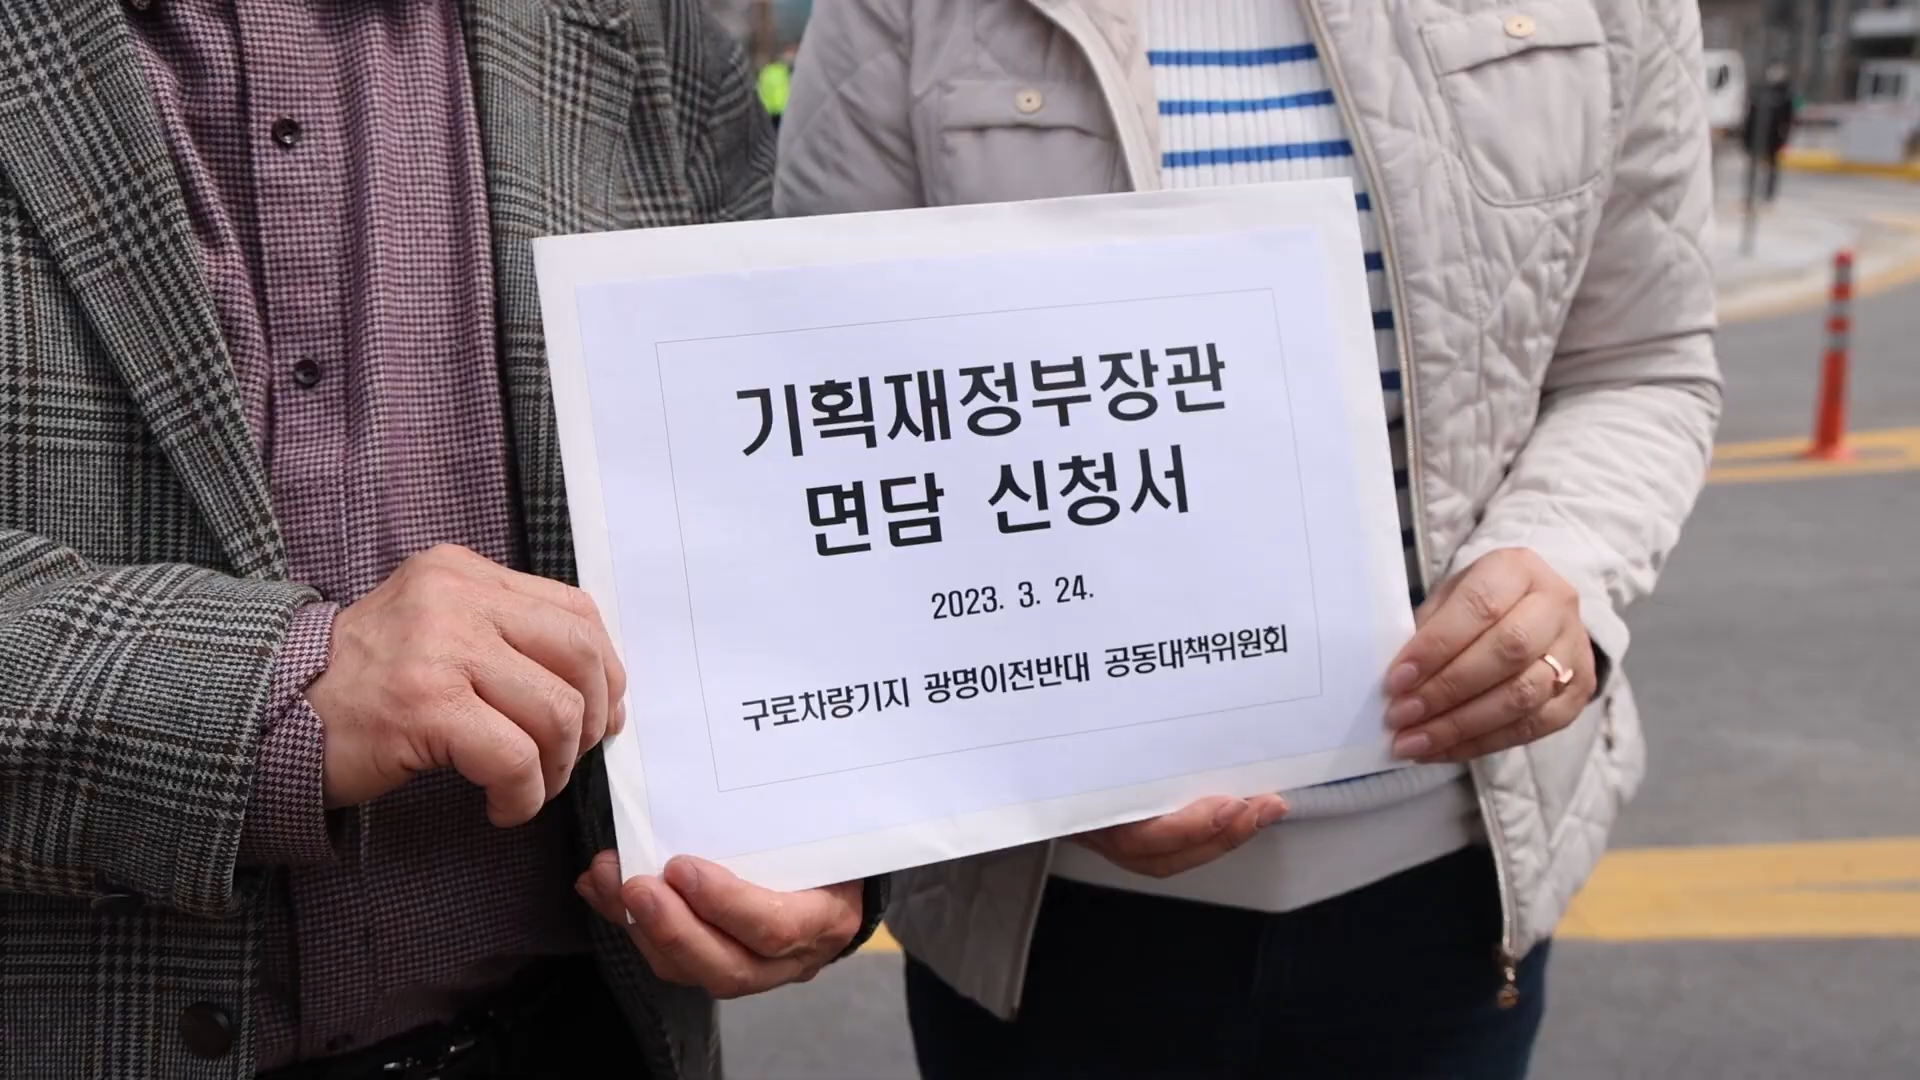 기획재정부장관
면담 신청서
2023. 3. 24.
구로차량기지 광명이전반대 공동대책위원회